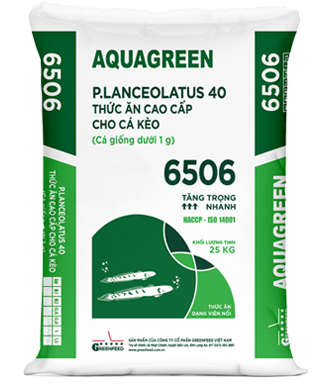 AQUAGREEN
P.LANCEOLATUS 40
THỨC ĂN CAO CẤP
CHO CÁ KÈO
(Cá giống dưới 1 g)
6506
TĂNG TRỌNG
NHANH
HACCP - ISO 14001
KHỐI LƯỢNG TỊNH
25 KG
THỨC ĂN
DẠNG VIÊN NỔI
GREENFEED
SẢN PHẨM CỦA CÔNG TY CỔ PHẦN GREENFEED VIỆT NAM
6506
P.LANCEOLATUS 40
THỨC ĂN CAO CẤP CHO CÁ KÈO
6506
AQUAGREEN